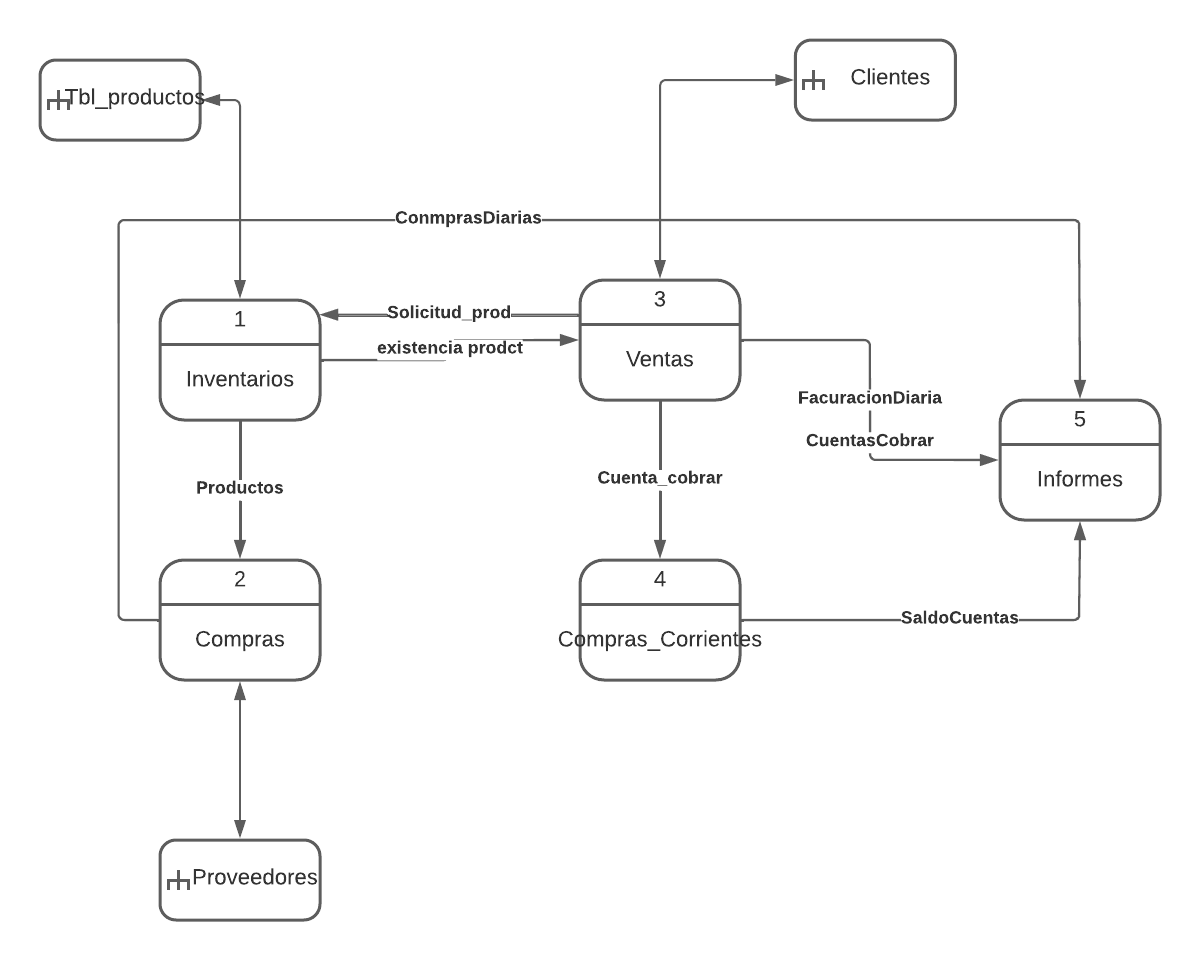 Clientes
Tbl_productos
ConmprasDiarias
3
Solicitud_prod
1
existencia prodct
Ventas
Inventarios
FacuracionDiaria
5
CuentasCobrar
Cuenta_cobrar
Informes
Productos
2
4
SaldoCuentas
Compras
Compras_Corrientes
Proveedores